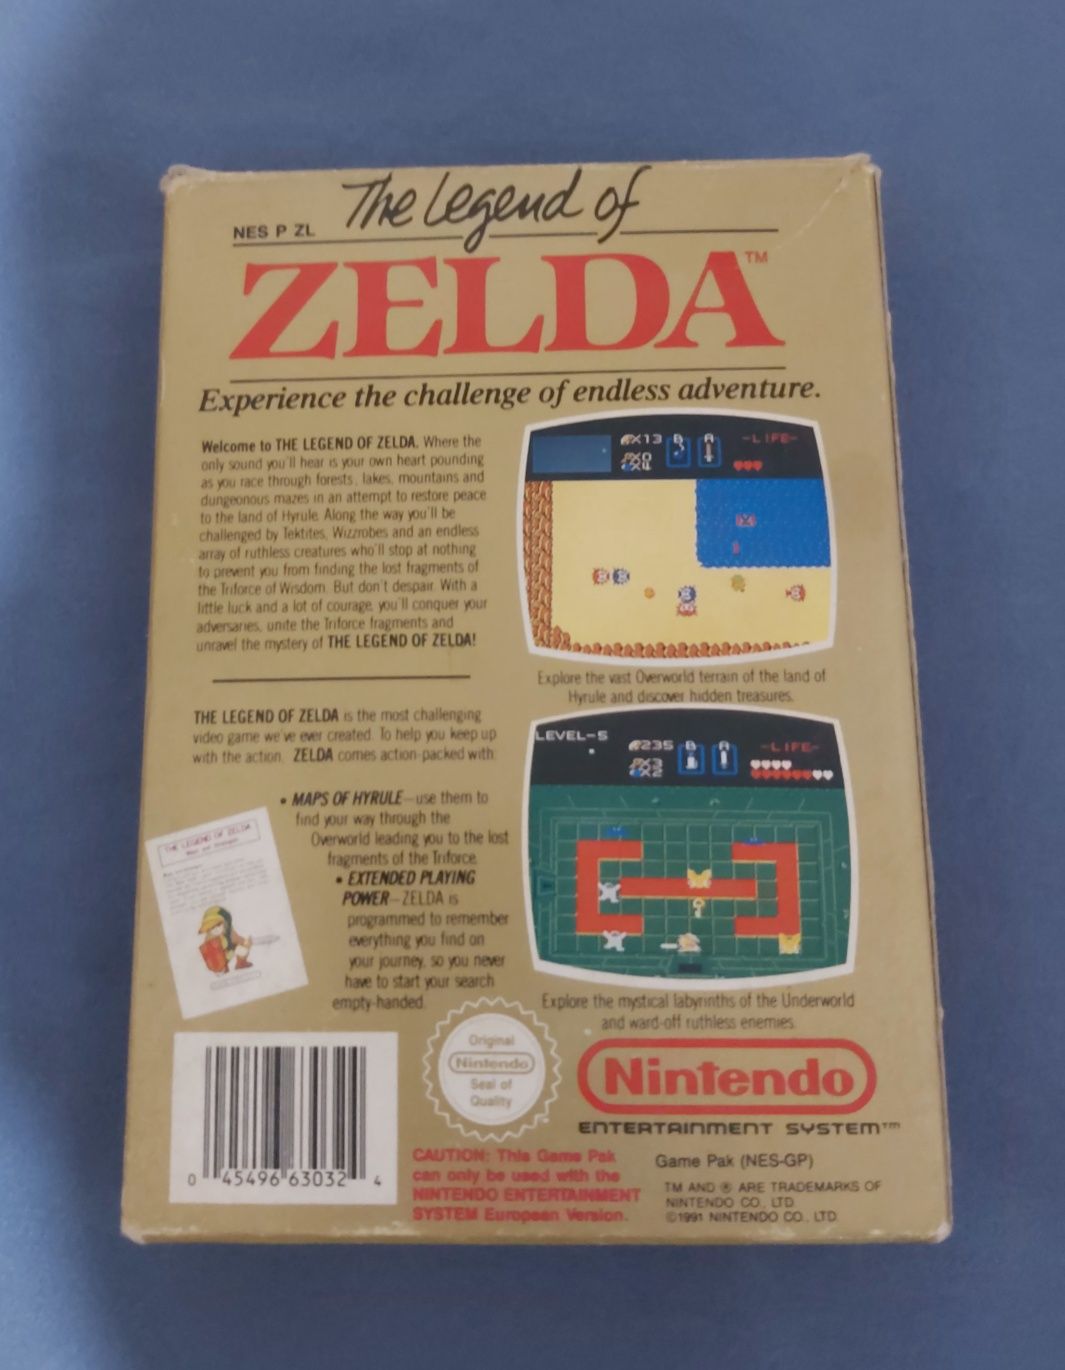 The Legend of
NES P ZL
ZELDA™
Experience the challenge of endless adventure.
Welcome to THE LEGEND OF ZELDA. Where the
only sound you'll hear is your own heart pounding
as you race through forests, lakes, mountains and
dungeonous mazes in an attempt to restore peace
to the land of Hyrule. Along the way you'll be
challenged by Tektites, Wizzrobes and an endless
array of ruthless creatures who'll stop at nothing
to prevent you from finding the lost fragments of
the Triforce of Wisdom. But don't despair. With a
little luck and a lot of courage, you'll conquer your
adversaries, unite the Triforce fragments and
unravel the mystery of THE LEGEND OF ZELDA!
THE LEGEND OF ZELDA is the most challenging
video game we've ever created. To help you keep up
with the action, ZELDA comes action-packed with:
• MAPS OF HYRULE—use them to
find your way through the
Overworld leading you to the lost
fragments of the Triforce.
• EXTENDED PLAYING
POWER—ZELDA is
programmed to remember
everything you find on
your journey, so you never
have to start your search
empty-handed.
THE LEGEND OF ZELDA
X13 B A -LIFE-
X0
X4
Explore the vast Overworld terrain of the land of
Hyrule and discover hidden treasures.
LEVEL-5
235 B A -LIFE-
X3
X2
Explore the mystical labyrinths of the Underworld
and ward-off ruthless enemies.
0 45496 63032 4
Original
Nintendo
Seal of
Quality
Nintendo
ENTERTAINMENT SYSTEM™
CAUTION: This Game Pak
can only be used with the
NINTENDO ENTERTAINMENT
SYSTEM European Version.
Game Pak (NES-GP)
TM AND ® ARE TRADEMARKS OF
NINTENDO CO., LTD.
©1991 NINTENDO CO., LTD.